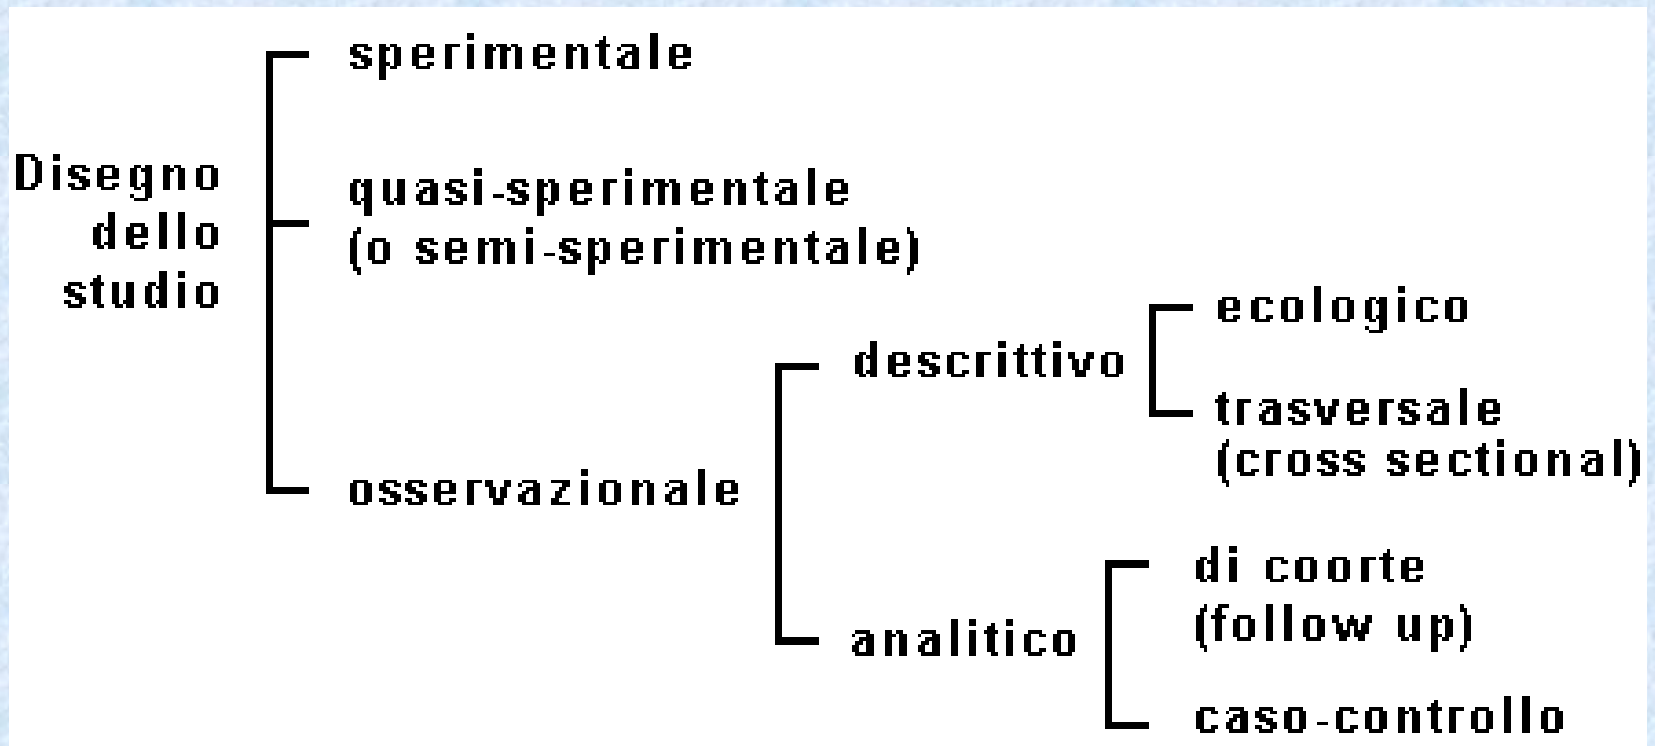 Disegno
dello
studio
sperimentale
quasi-sperimentale
(o semi-sperimentale)
osservazionale
descrittivo
ecologico
trasversale
(cross sectional)
analitico
di coorte
(follow up)
caso-controllo